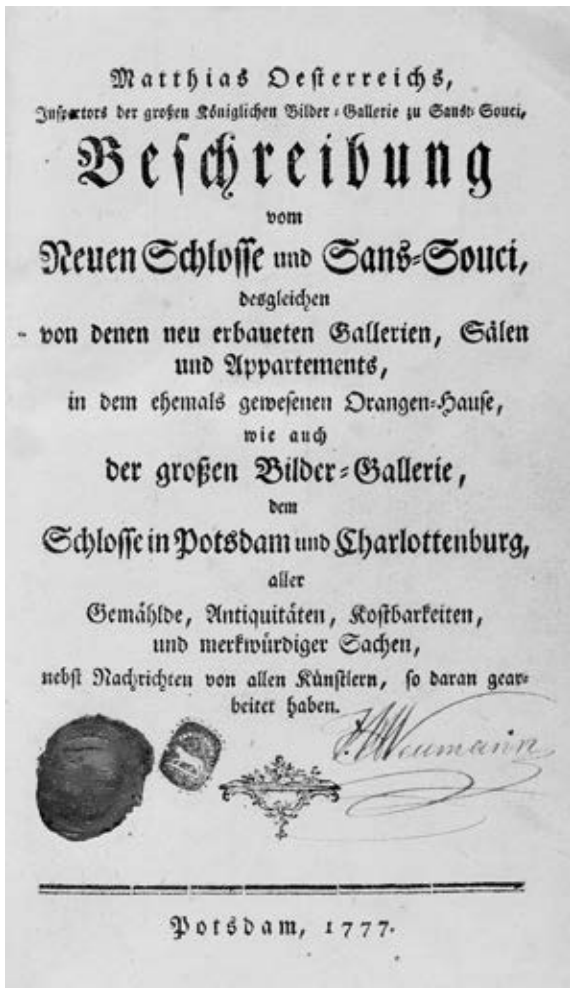 Matthias Oesterreichs,
Inspectors der großen Königlichen Bilder-Gallerie zu Sanst-Souci,
Beschreibung
vom
Neuen Schlosse und Sans-Souci,
desgleichen
von denen neu erbaueten Gallerien, Sälen
und Appartements,
in dem ehemals gewesenen Orangen-Hause,
wie auch
der großen Bilder-Gallerie,
dem
Schlosse in Potsdam und Charlottenburg,
aller
Gemählde, Antiquitäten, Kostbarkeiten,
und merkwürdiger Sachen,
nebst Nachrichten von allen Künstlern, so daran gear-
beitet haben.
Neumann
Potsdam, 1777.